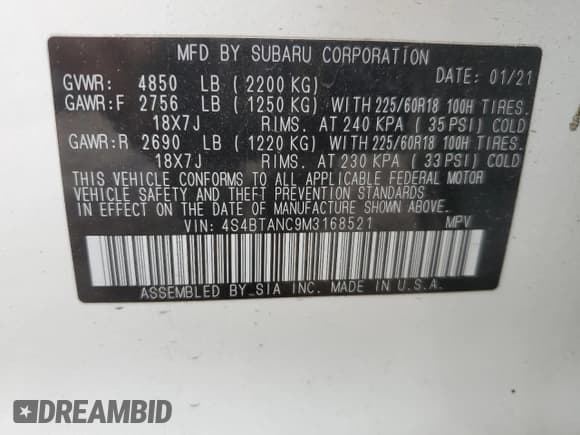 MFD BY SUBARU CORPORATION
GVWR: 4850 LB ( 2200 KG) DATE: 01/21
GAWR:F 2756 LB ( 1250 KG) WITH 225/60R18 100H TIRES.
18X7J RIMS. AT 240 KPA ( 35 PSI) COLD
GAWR:R 2690 LB ( 1220 KG) WITH 225/60R18 100H TIRES.
18X7J RIMS. AT 230 KPA ( 33 PSI) COLD
THIS VEHICLE CONFORMS TO ALL APPLICABLE FEDERAL MOTOR
VEHICLE SAFETY AND THEFT PREVENTION STANDARDS
IN EFFECT ON THE DATE OF MANUFACTURE SHOWN ABOVE.
VIN: 4S4BTANC9M3168521 MPV
ASSEMBLED BY SIA INC. MADE IN U.S.A.
DREAMBID